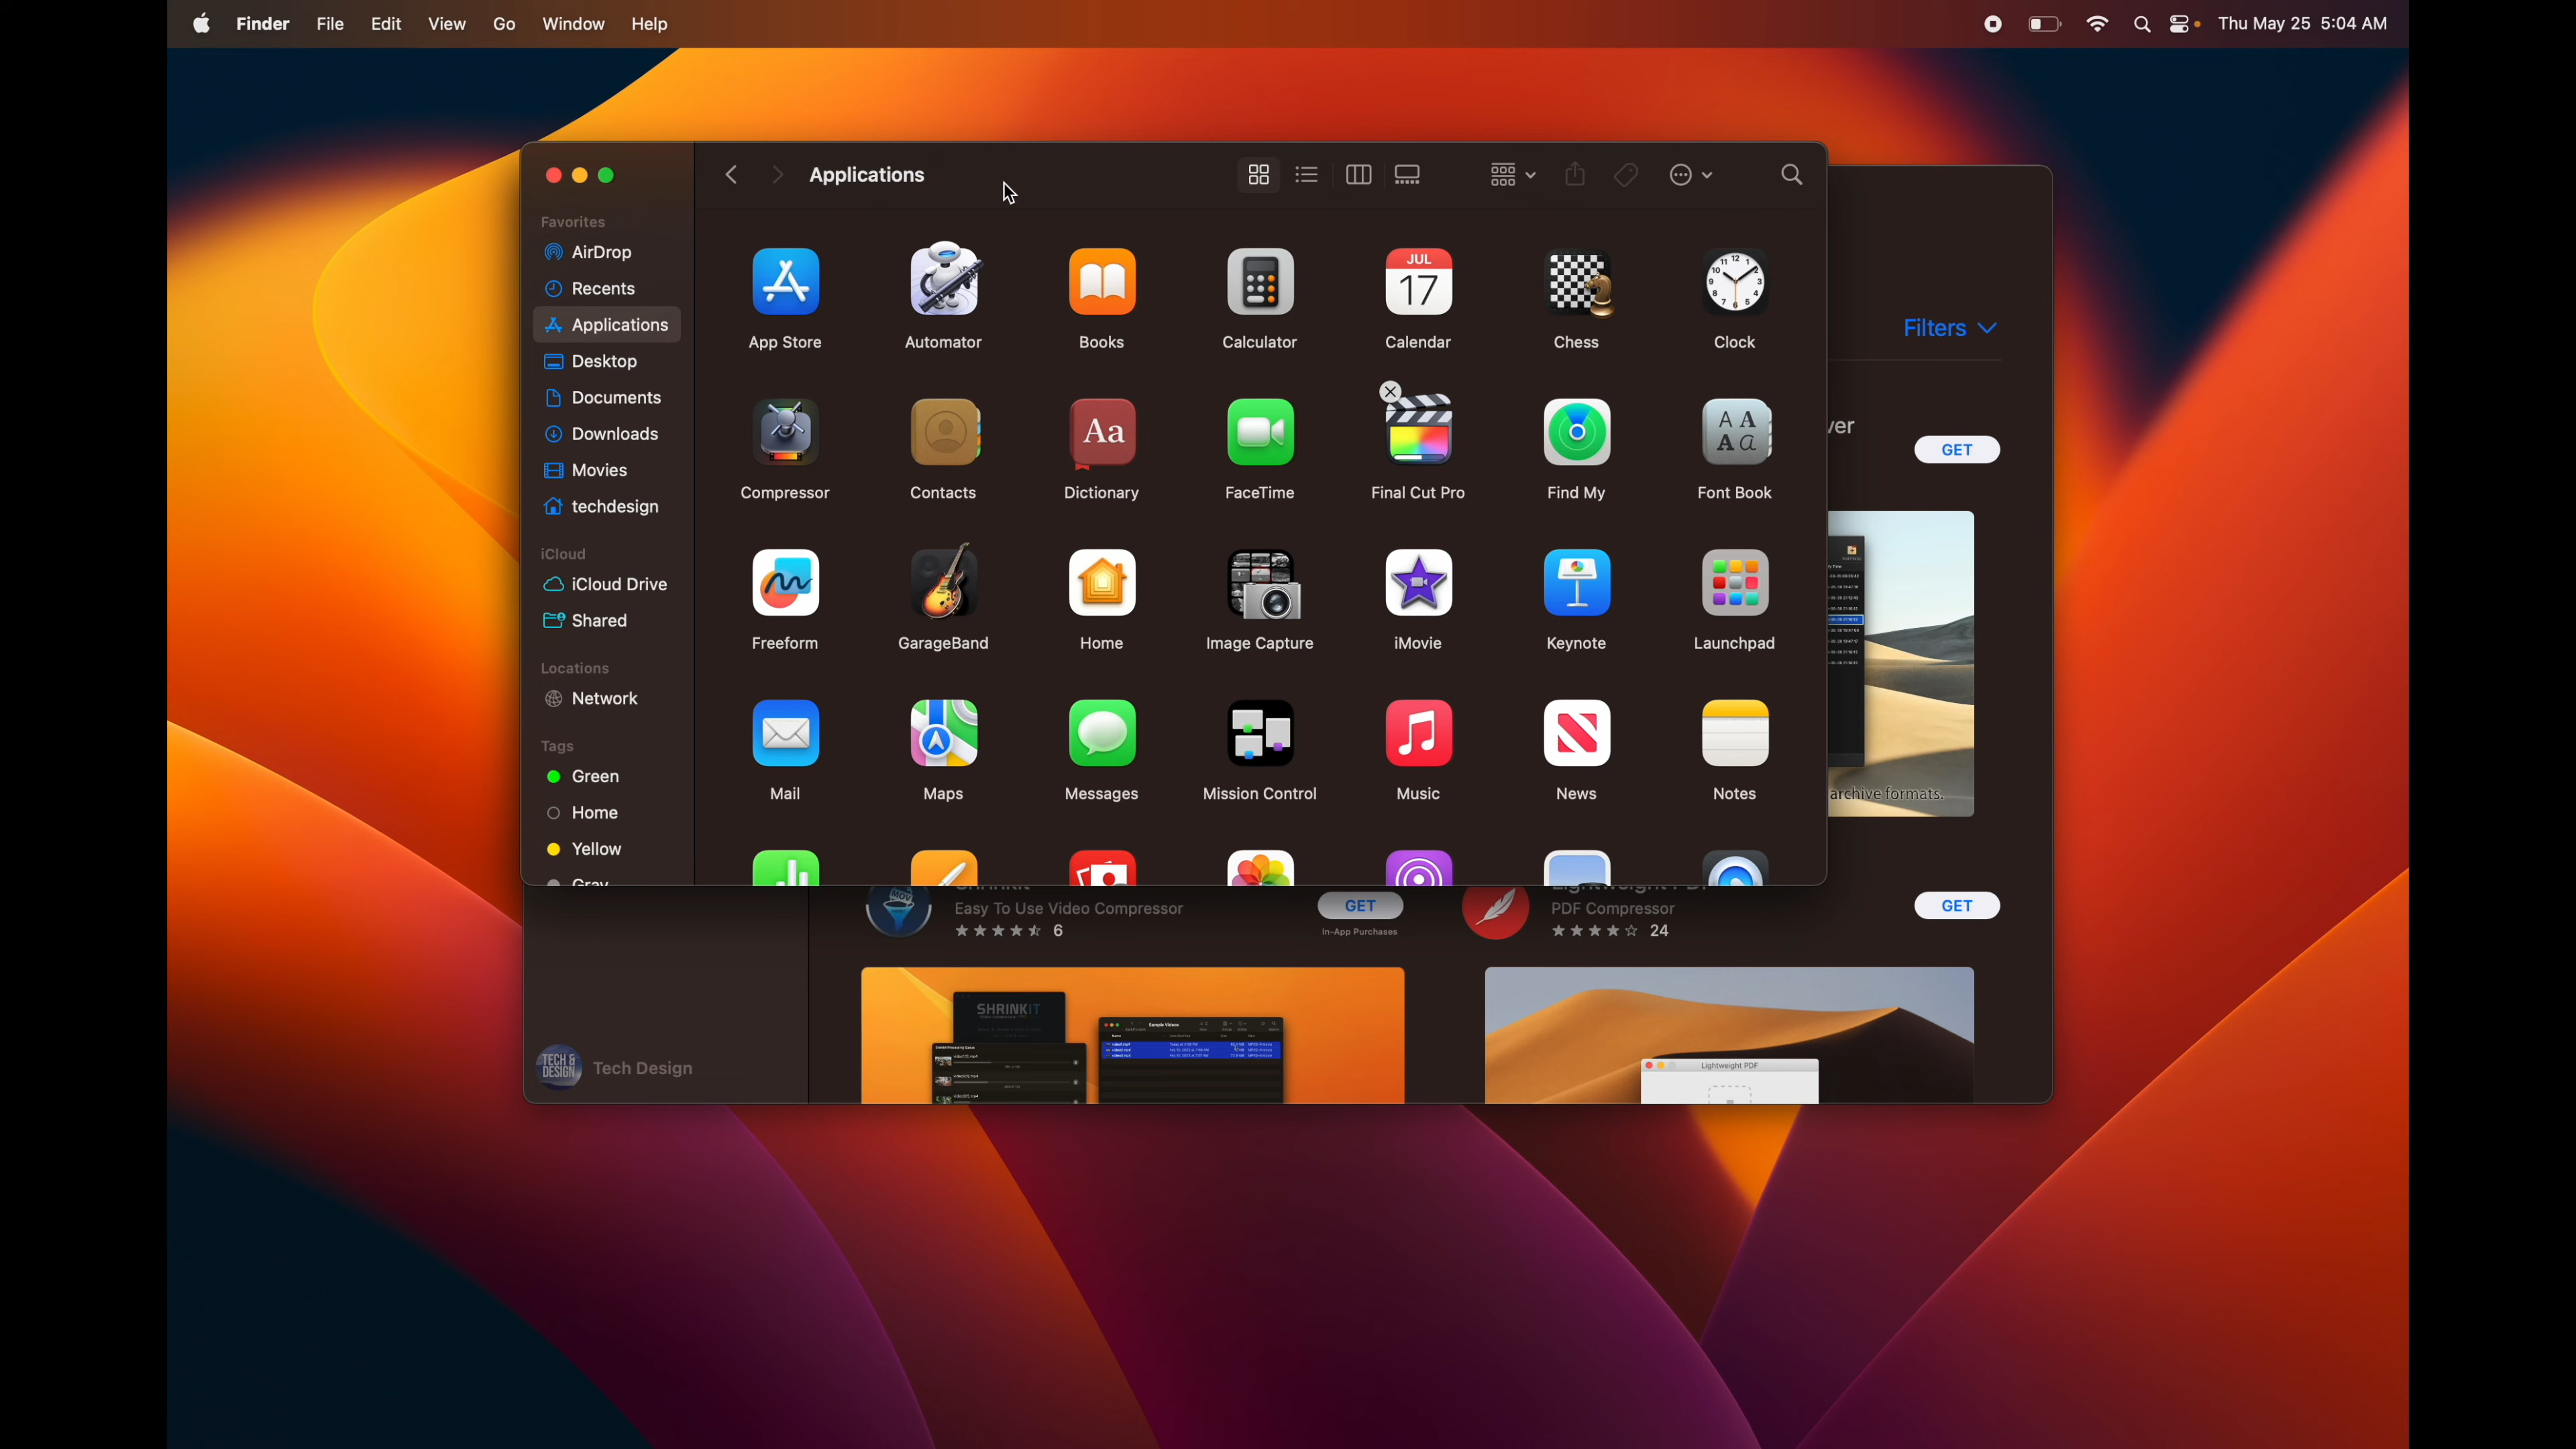 Finder File Edit View Go Window Help Thu May 25 5:04 AM
Applications
Favorites
AirDrop
Recents
Applications
Desktop
Documents
Downloads
Movies
techdesign
iCloud
iCloud Drive
Shared
Locations
Network
Tags
Green
Home
Yellow
Gray
App Store Automator Books Calculator JUL 17 Calendar Chess Clock
Compressor Contacts Aa Dictionary FaceTime Final Cut Pro Find My Font Book
Freeform GarageBand Home Image Capture iMovie Keynote Launchpad
Mail Maps Messages Mission Control Music News Notes
Filters
ver
GET
archive formats.
Easy To Use Video Compressor
6
GET
In-App Purchases
PDF Compressor
24
GET
SHRINKIT
Sample Videos
Lightweight PDF
TECH & DESIGN
Tech Design